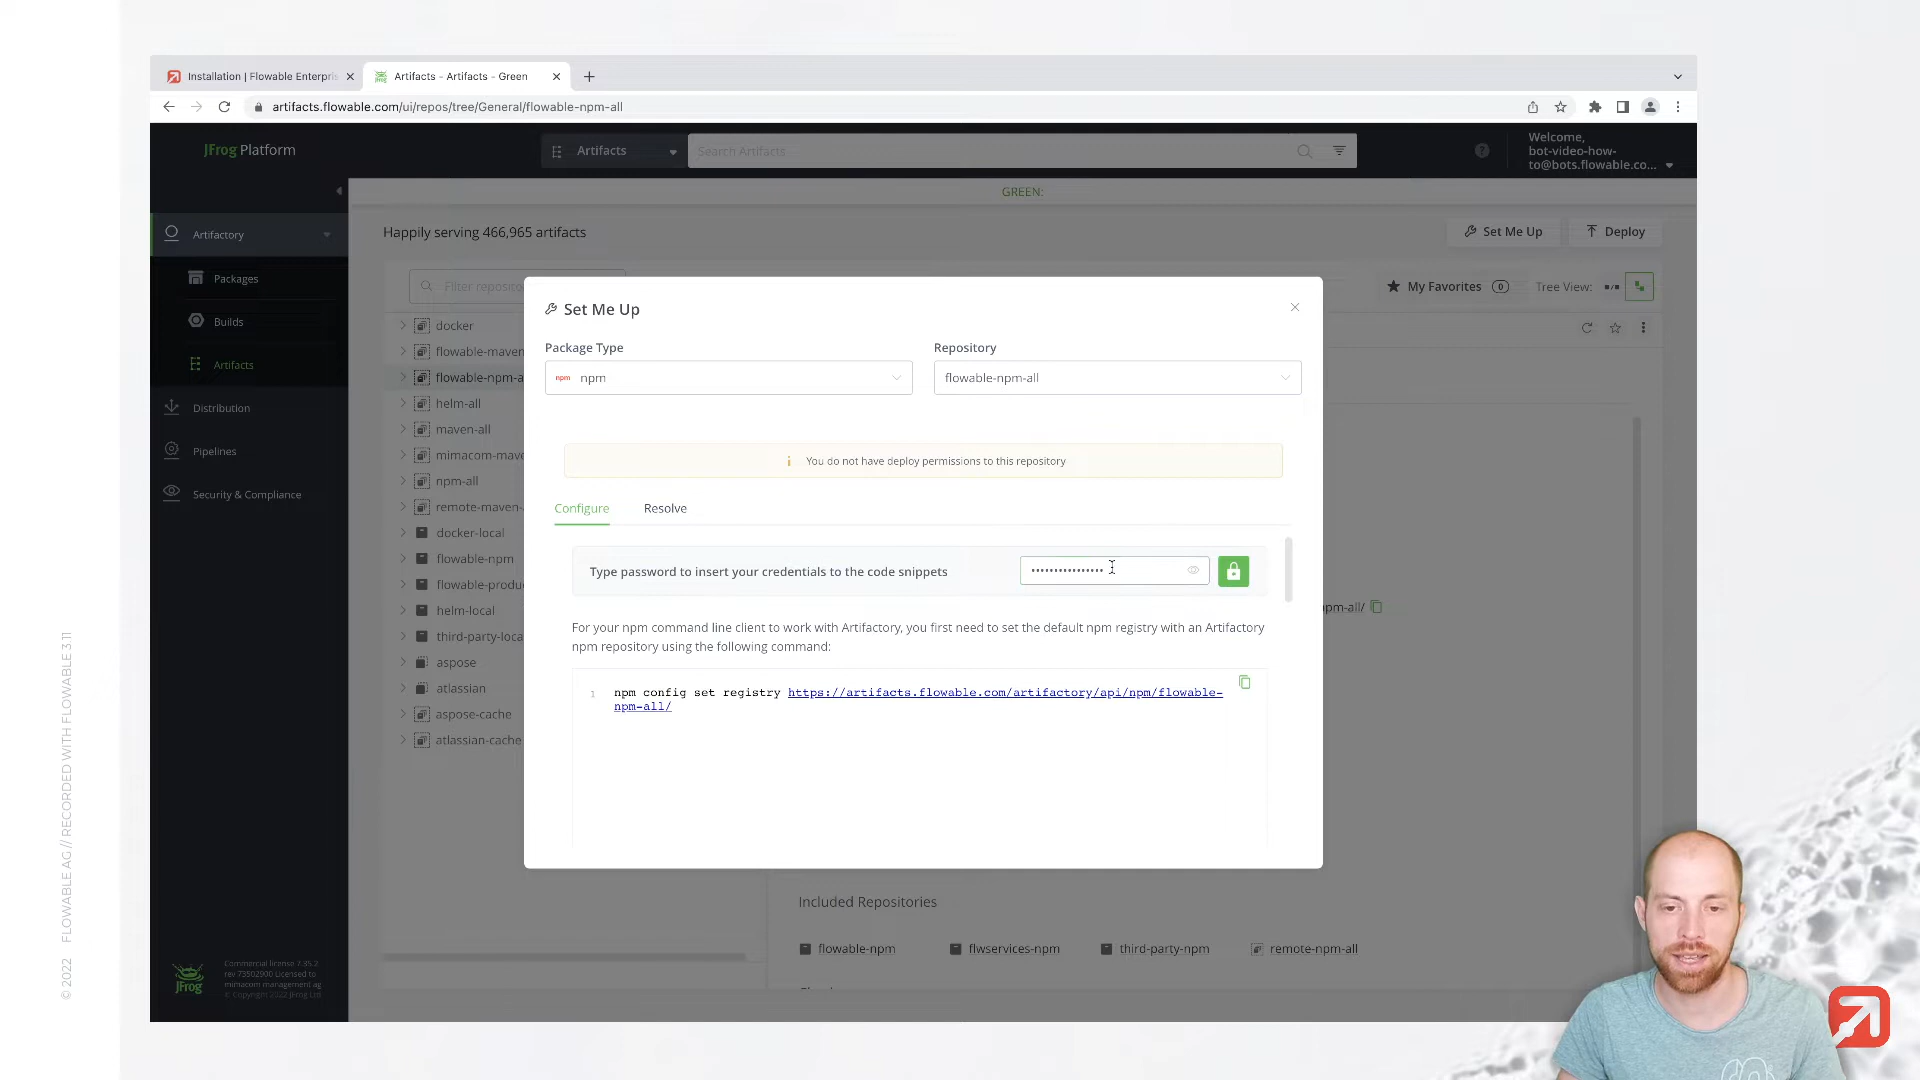 Installation | Flowable Enterpris
Artifacts - Artifacts - Green
artifacts.flowable.com/ui/repos/tree/General/flowable-npm-all
JFrog Platform
Artifacts
Search Artifacts
Welcome,
bot-video-how-
to@bots.flowable.co...
GREEN:
Artifactory
Packages
Builds
Artifacts
Distribution
Pipelines
Security & Compliance
Happily serving 466,965 artifacts
Set Me Up
Deploy
Filter reposito
My Favorites 0
Tree View:
docker
flowable-maven
flowable-npm-a
helm-all
maven-all
mimacom-mave
npm-all
remote-maven-
docker-local
flowable-npm
flowable-produ
helm-local
third-party-loca
aspose
atlassian
aspose-cache
atlassian-cache
Set Me Up
Package Type
Repository
npm npm
flowable-npm-all
You do not have deploy permissions to this repository
Configure
Resolve
Type password to insert your credentials to the code snippets
••••••••••••••••
For your npm command line client to work with Artifactory, you first need to set the default npm registry with an Artifactory
npm repository using the following command:
1 npm config set registry https://artifacts.flowable.com/artifactory/api/npm/flowable-
npm-all/
npm-all/
Included Repositories
flowable-npm
flwservices-npm
third-party-npm
remote-npm-all
JFrog
Commercial license 7.35.2
rev 73502900 Licensed to
mimacom management ag
© Copyright 2022 JFrog Ltd
© 2022 FLOWABLE AG // RECORDED WITH FLOWABLE 3.11